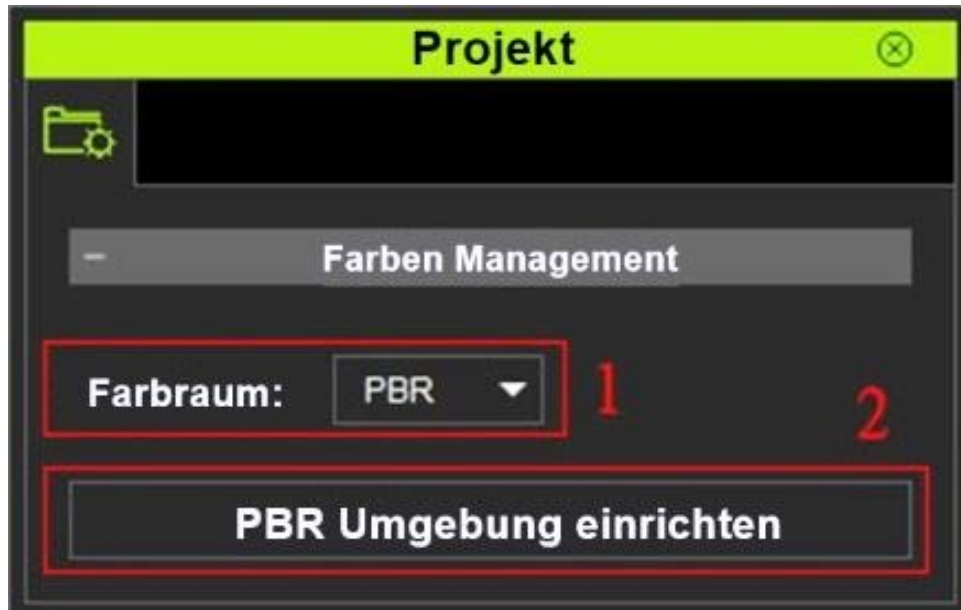 Projekt
Farben Management
Farbraum: PBR 1
2
PBR Umgebung einrichten